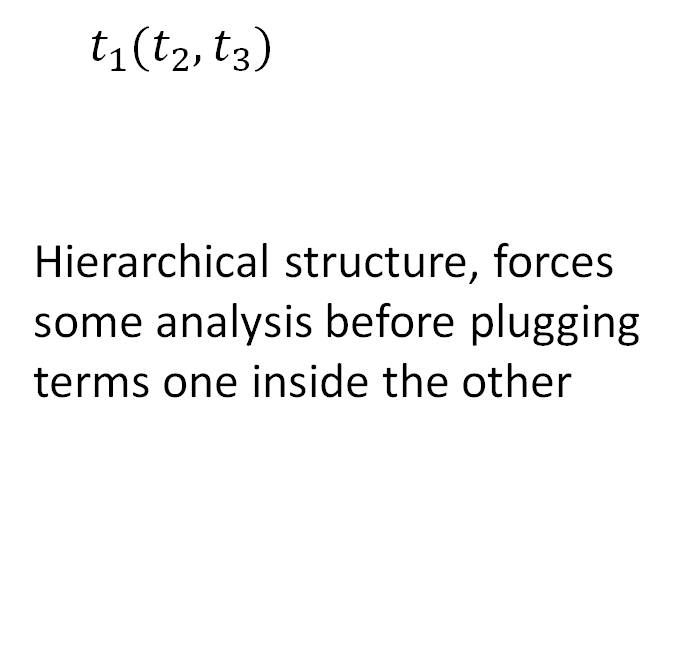 t₁(t₂, t₃)
Hierarchical structure, forces
some analysis before plugging
terms one inside the other